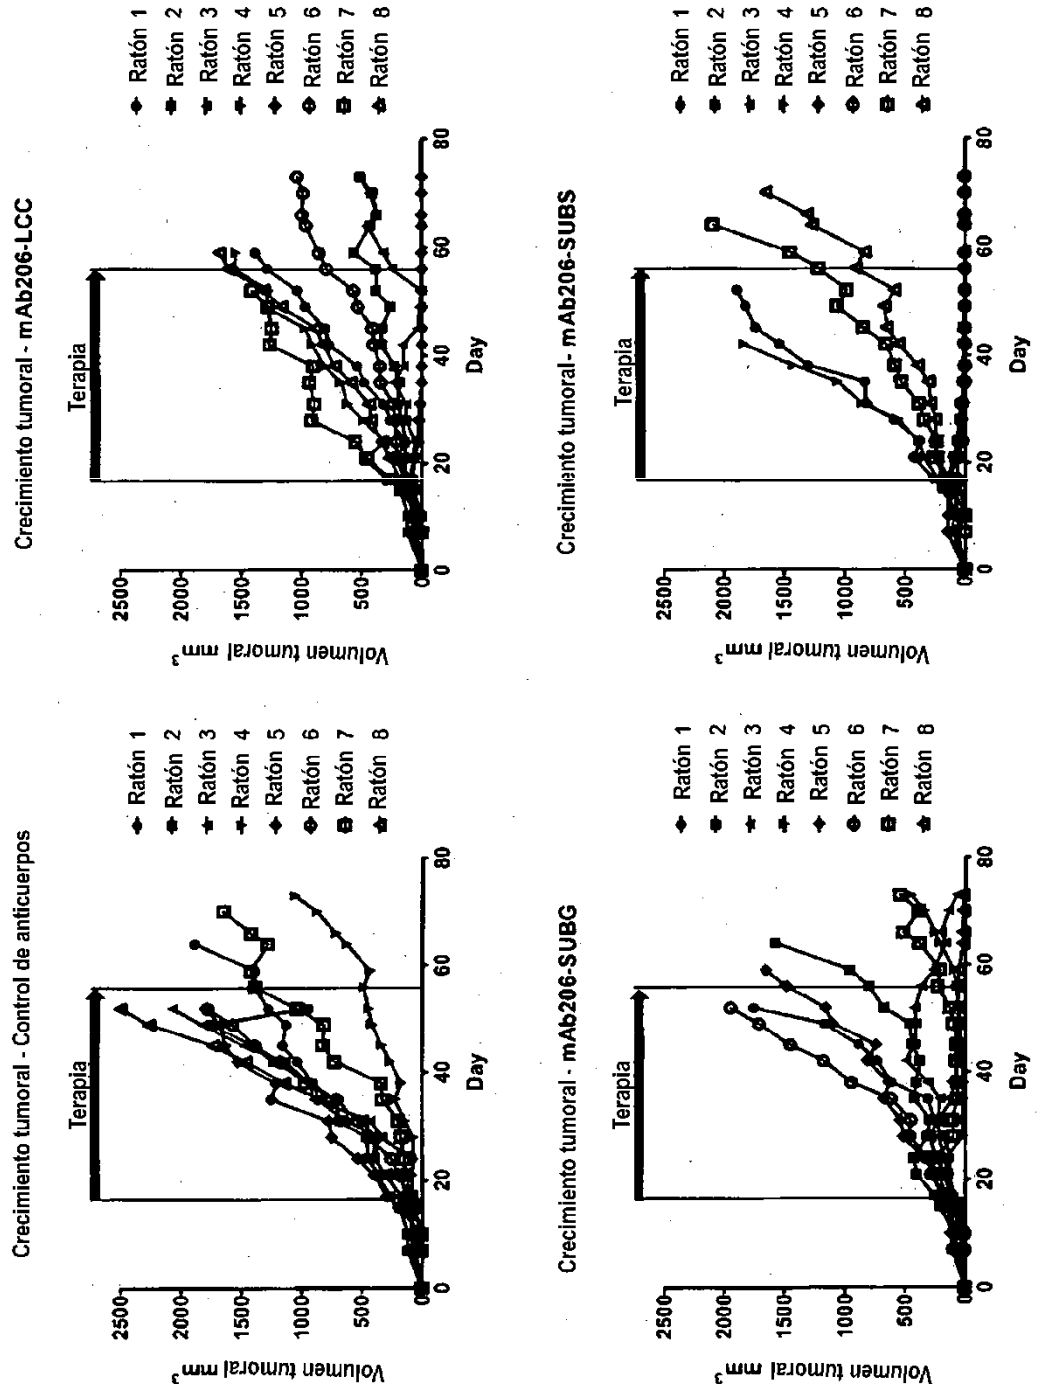 Crecimiento tumoral - Control de anticuerpos
Terapia
Volumen tumoral mm³
2500
2000
1500
1000
500
0
0
20
40
60
80
Day
Ratón 1
Ratón 2
Ratón 3
Ratón 4
Ratón 5
Ratón 6
Ratón 7
Ratón 8
Crecimiento tumoral - mAb206-LCC
Terapia
Volumen tumoral mm³
2500
2000
1500
1000
500
0
0
20
40
60
80
Day
Ratón 1
Ratón 2
Ratón 3
Ratón 4
Ratón 5
Ratón 6
Ratón 7
Ratón 8
Crecimiento tumoral - mAb206-SUBG
Terapia
Volumen tumoral mm³
2500
2000
1500
1000
500
0
0
20
40
60
80
Day
Ratón 1
Ratón 2
Ratón 3
Ratón 4
Ratón 5
Ratón 6
Ratón 7
Ratón 8
Crecimiento tumoral - mAb206-SUBS
Terapia
Volumen tumoral mm³
2500
2000
1500
1000
500
0
0
20
40
60
80
Day
Ratón 1
Ratón 2
Ratón 3
Ratón 4
Ratón 5
Ratón 6
Ratón 7
Ratón 8